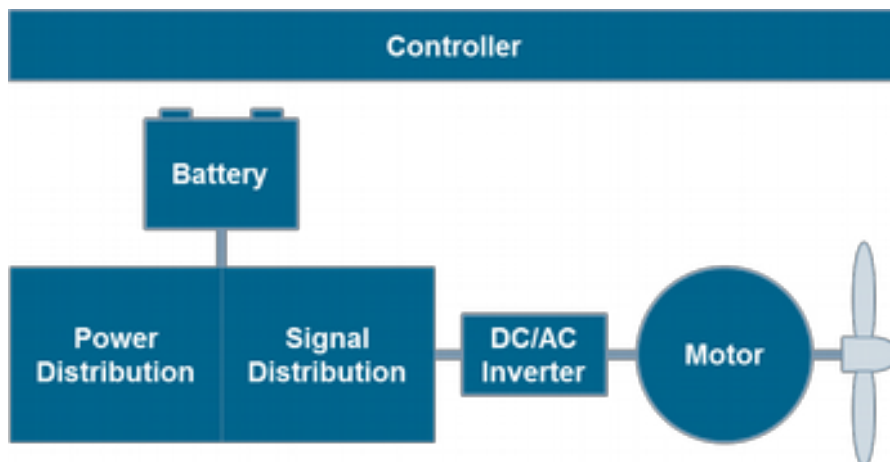 Controller
Battery
Power
Distribution
Signal
Distribution
DC/AC
Inverter
Motor